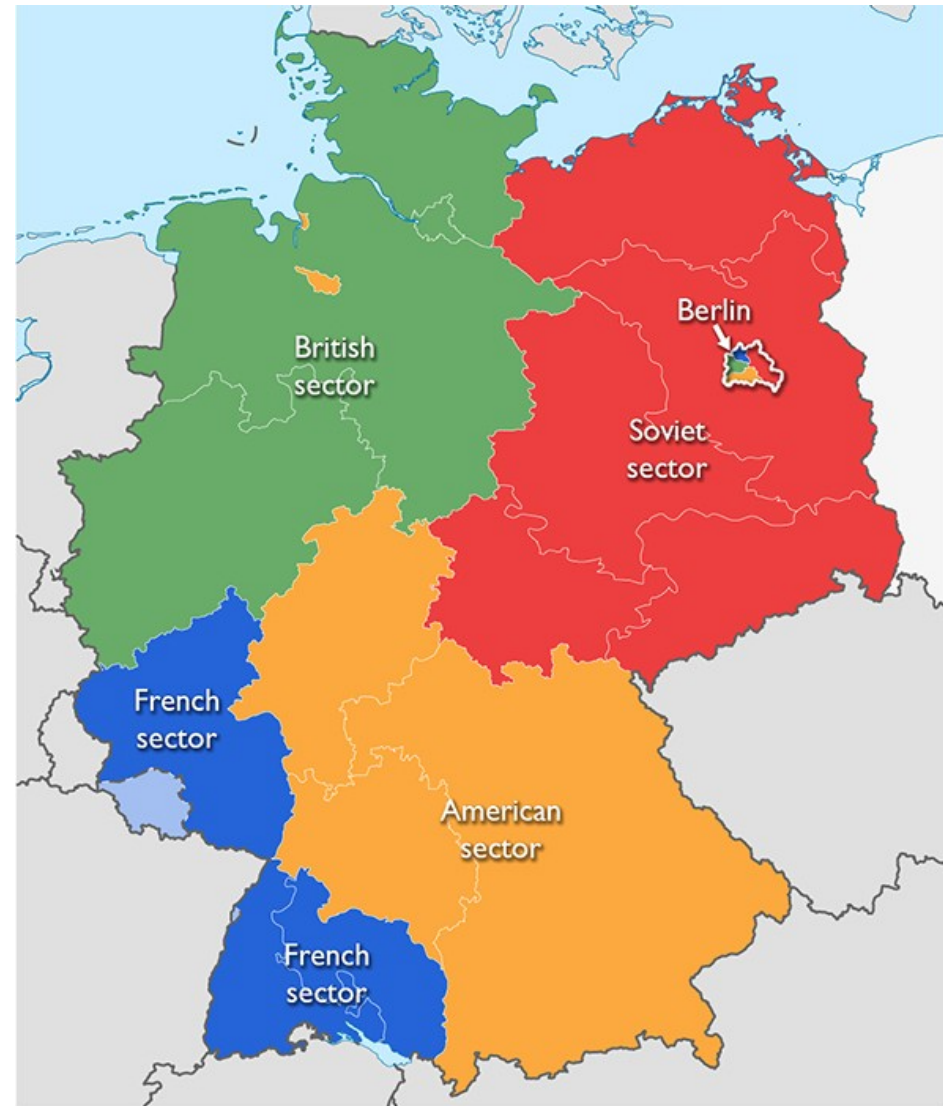 Berlin
British
sector
Soviet
sector
French
sector
American
sector
French
sector